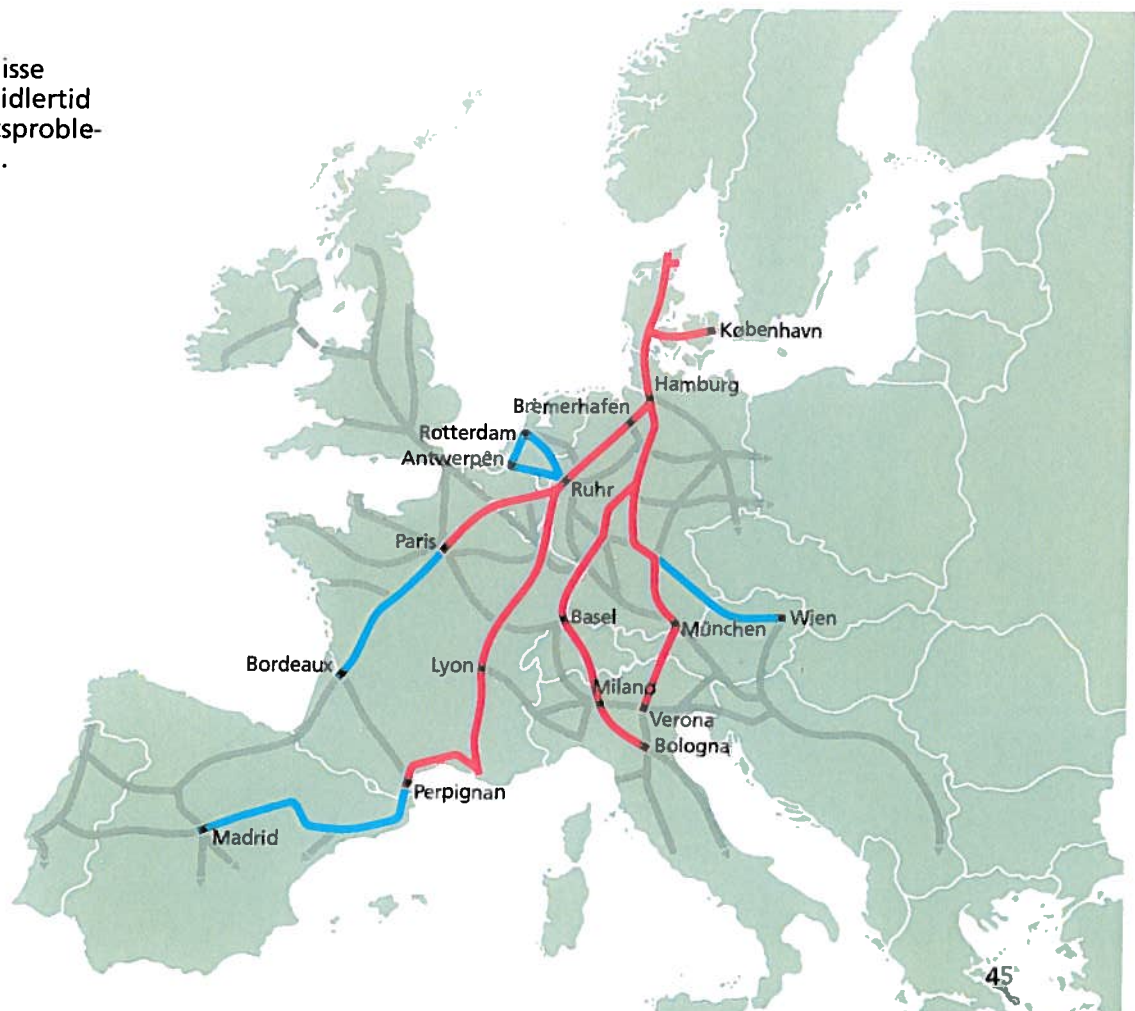 isse
idlertid
tsproble-
.
København
Hamburg
Bremerhafen
Rotterdam
Antwerpen
Ruhr
Paris
Basel
München
Wien
Bordeaux
Lyon
Milano
Verona
Bologna
Perpignan
Madrid
45